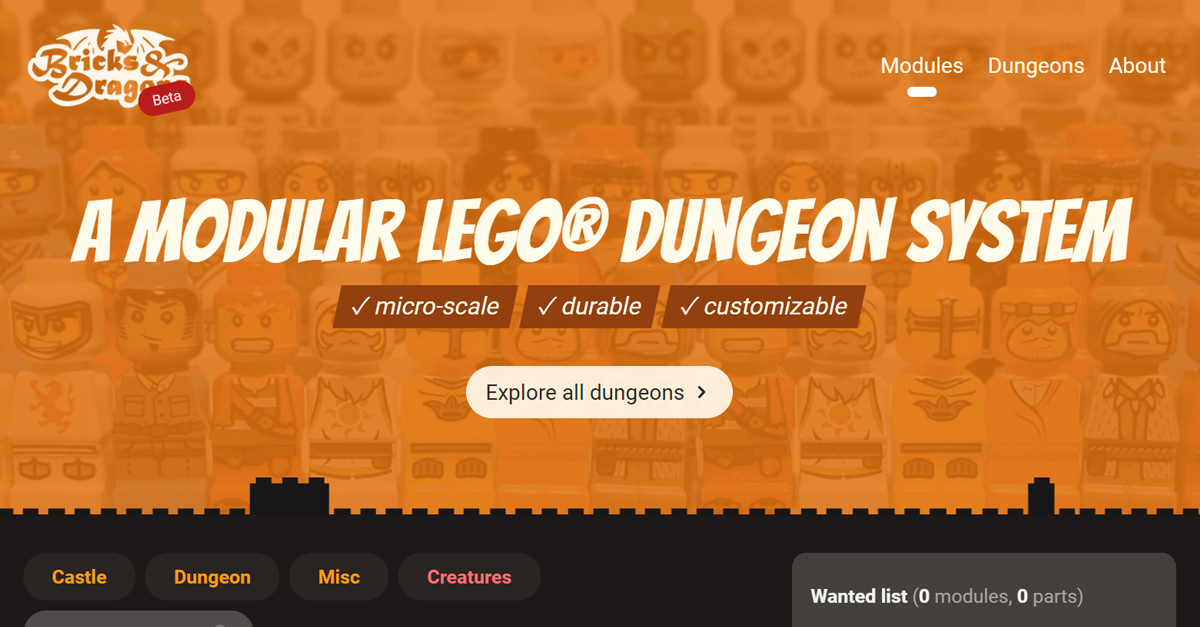 Bricks &
Dragons
Beta
Modules Dungeons About
A MODULAR LEGO® DUNGEON SYSTEM
✓ micro-scale ✓ durable ✓ customizable
Explore all dungeons
Castle Dungeon Misc Creatures
Wanted list (0 modules, 0 parts)